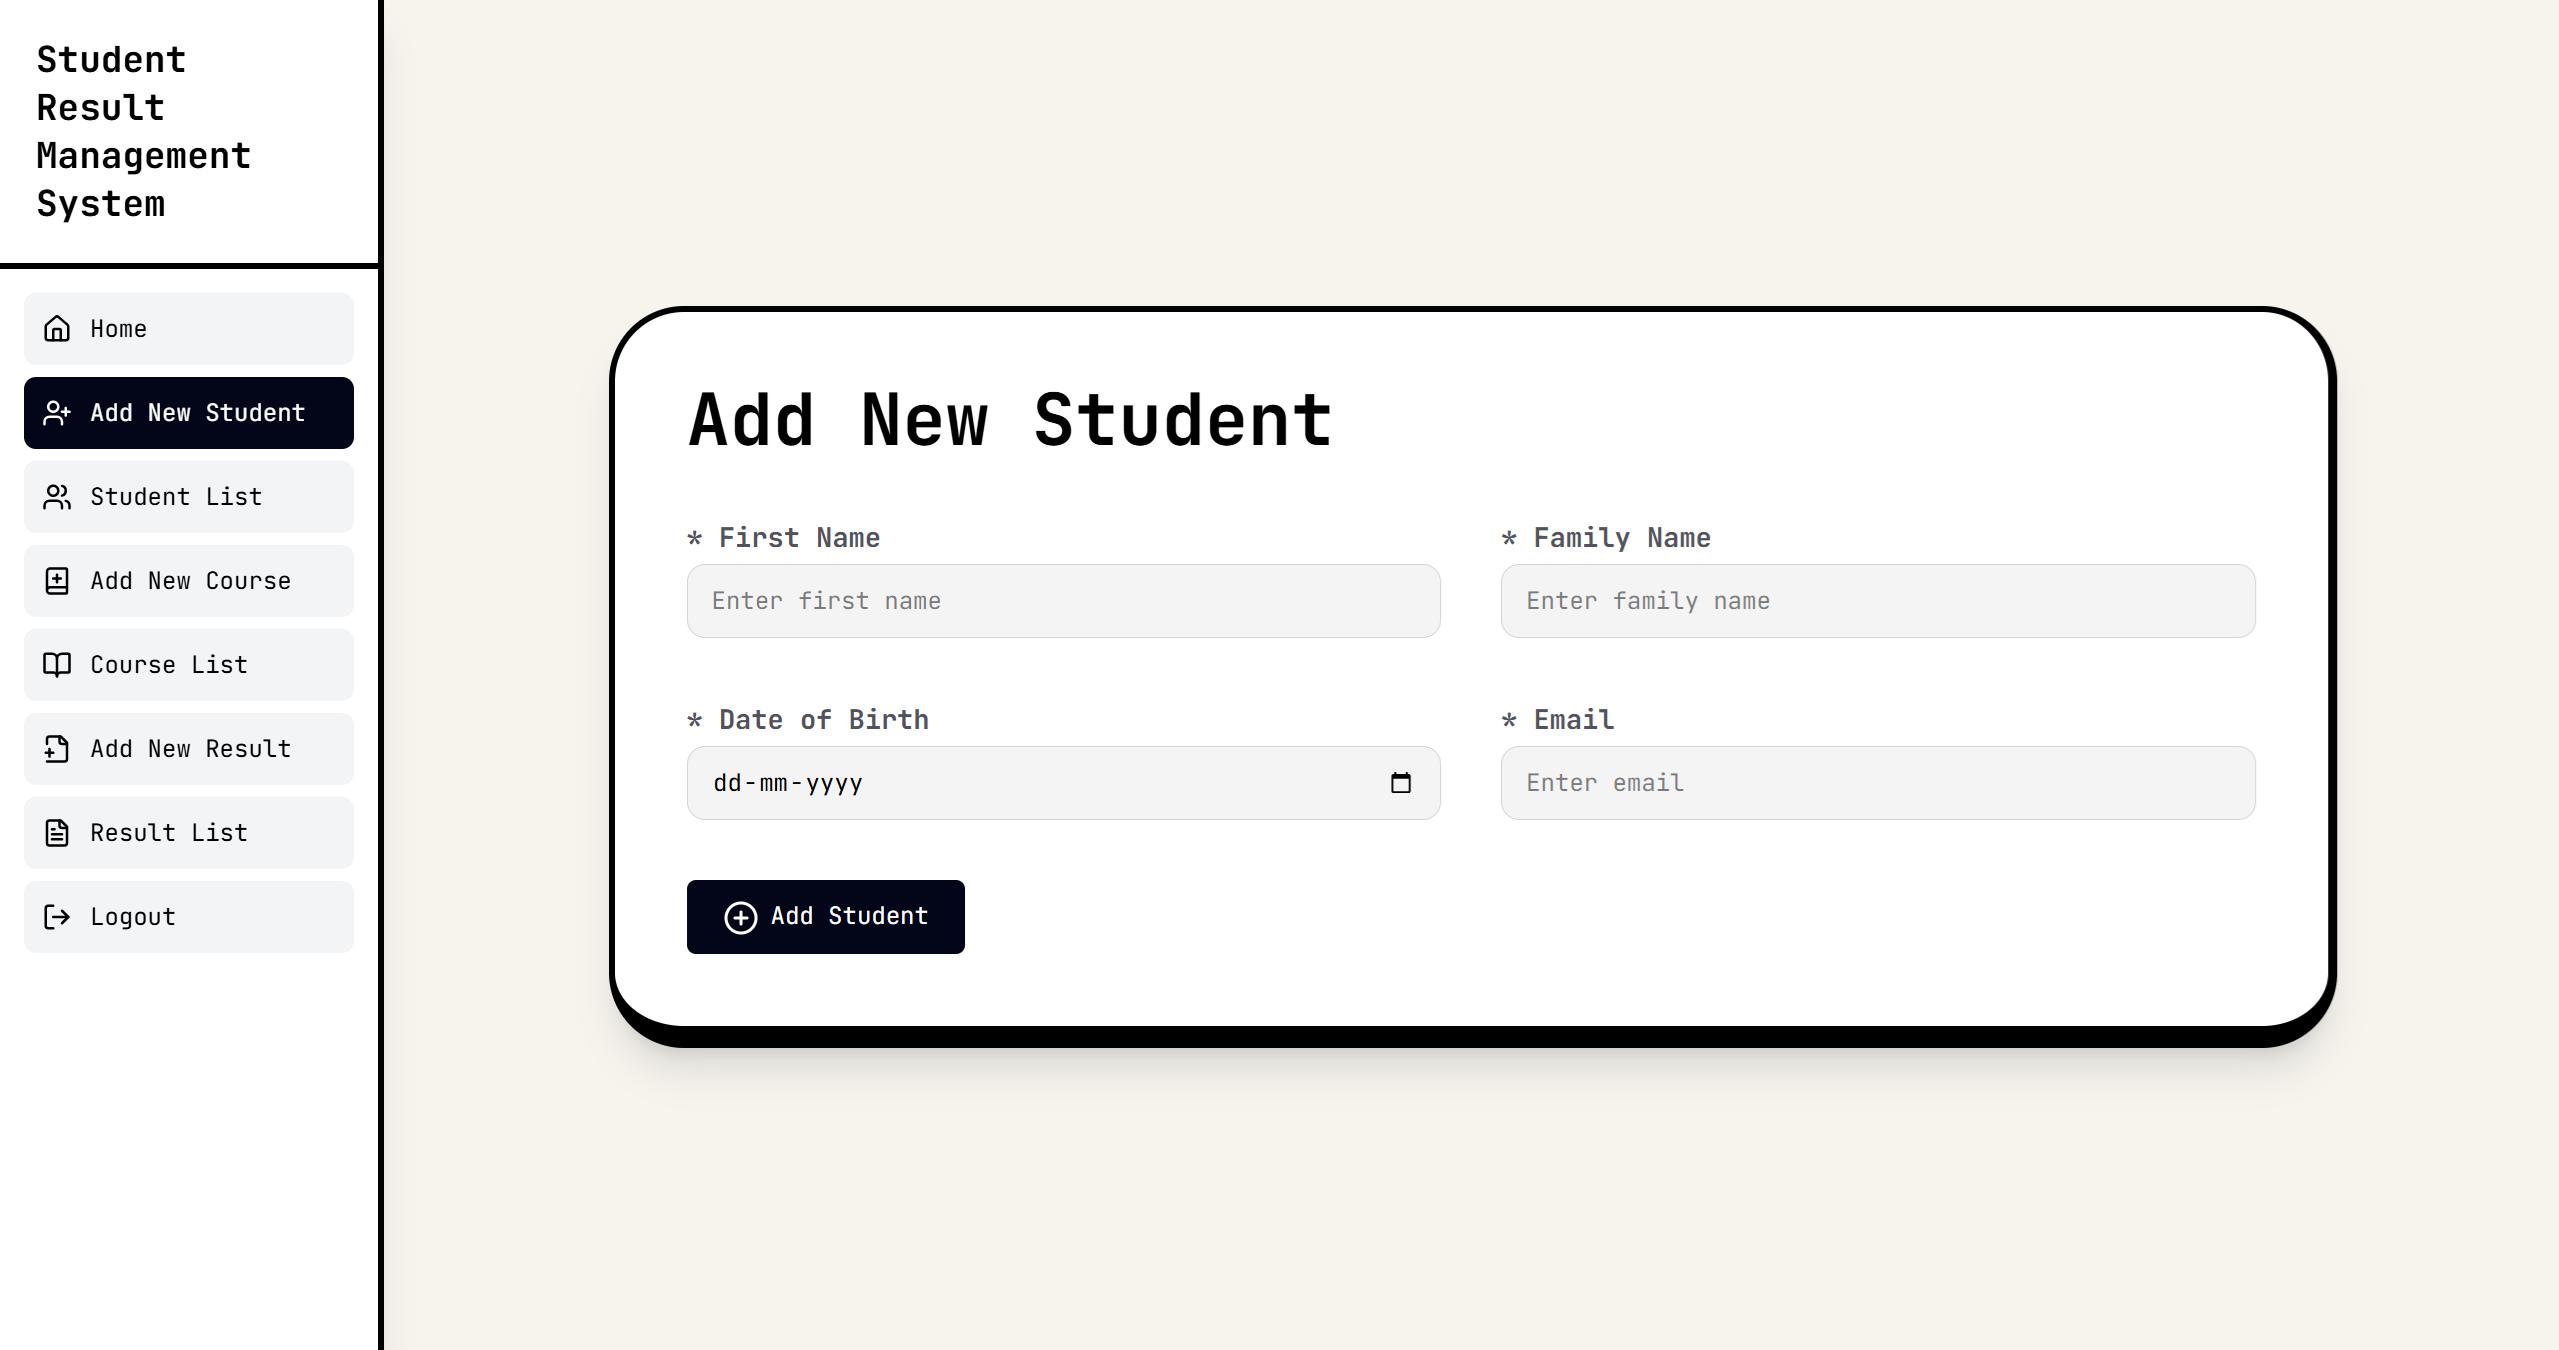 Student
Result
Management
System
Home
Add New Student
Student List
Add New Course
Course List
Add New Result
Result List
Logout
Add New Student
* First Name
Enter first name
* Family Name
Enter family name
* Date of Birth
dd-mm-yyyy
* Email
Enter email
Add Student